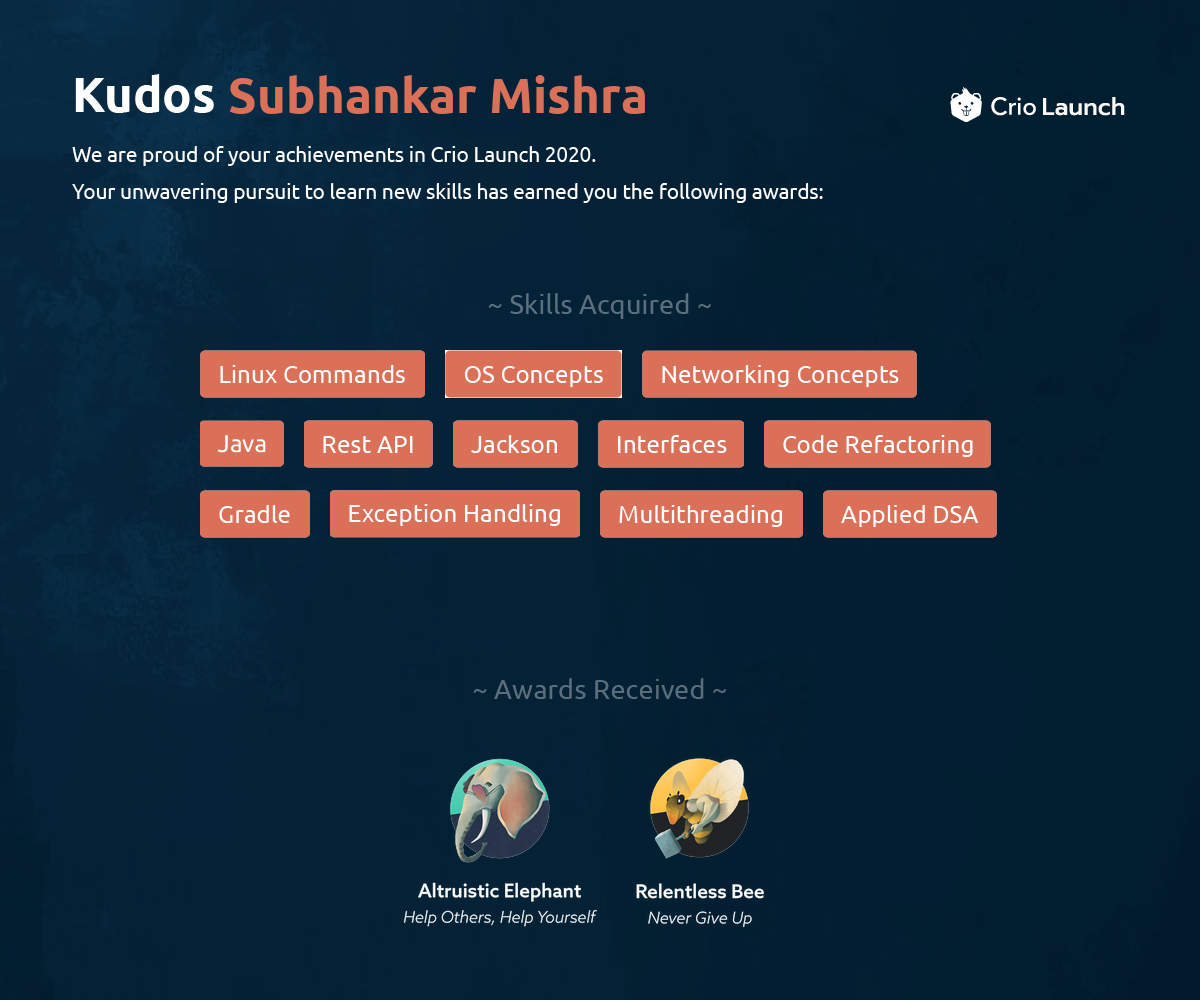 Kudos Subhankar Mishra
Crio Launch
We are proud of your achievements in Crio Launch 2020.
Your unwavering pursuit to learn new skills has earned you the following awards:
~ Skills Acquired ~
Linux Commands OS Concepts Networking Concepts
Java Rest API Jackson Interfaces Code Refactoring
Gradle Exception Handling Multithreading Applied DSA
~ Awards Received ~
Altruistic Elephant Relentless Bee
Help Others, Help Yourself Never Give Up